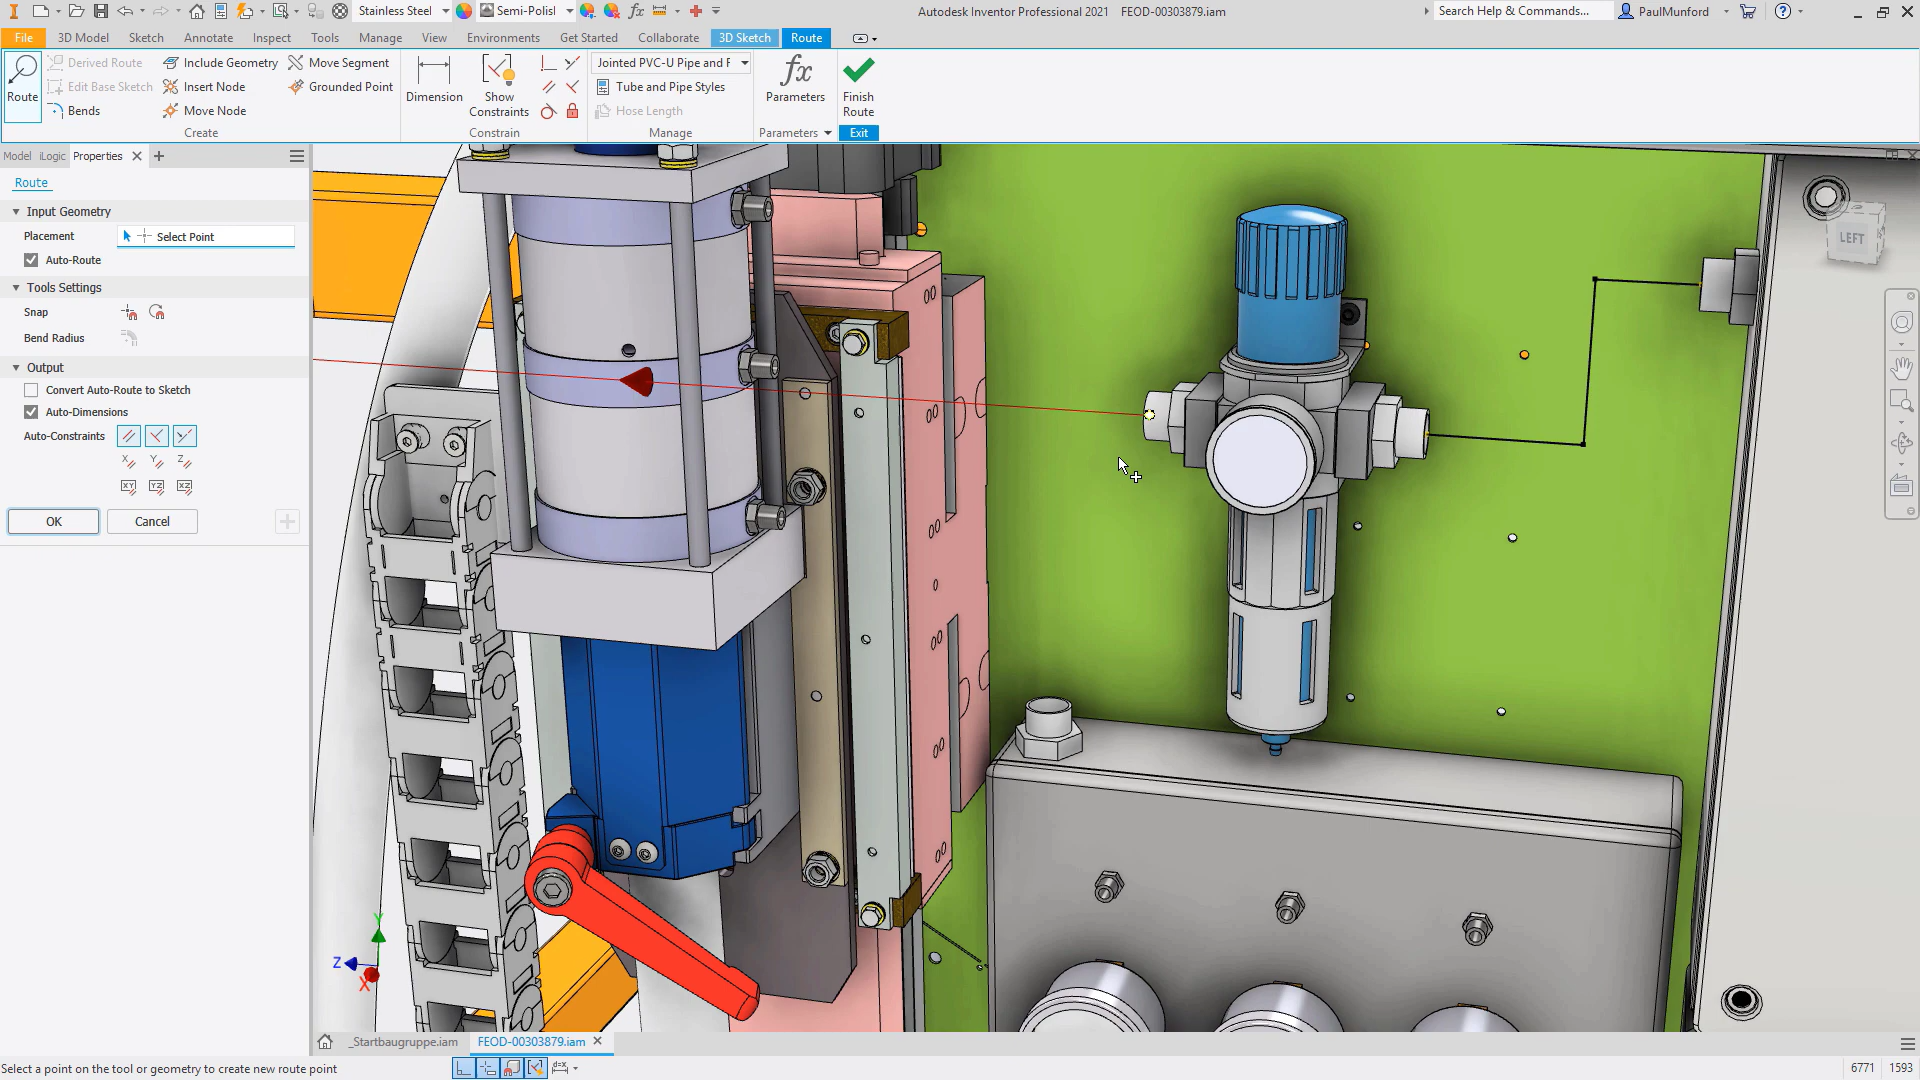 Stainless Steel
Semi-Polish
fx
Autodesk Inventor Professional 2021 FEOD-00303879.iam
Search Help & Commands...
PaulMunford
File
3D Model
Sketch
Annotate
Inspect
Tools
Manage
View
Environments
Get Started
Collaborate
3D Sketch
Route
Route
Derived Route
Edit Base Sketch
Bends
Include Geometry
Insert Node
Move Node
Move Segment
Grounded Point
Create
Dimension
Show
Constraints
Constrain
Jointed PVC-U Pipe and F
Tube and Pipe Styles
Hose Length
Manage
fx
Parameters
Parameters
Finish
Route
Exit
Model iLogic Properties
Route
Input Geometry
Placement Select Point
Auto-Route
Tools Settings
Snap
Bend Radius
Output
Convert Auto-Route to Sketch
Auto-Dimensions
Auto-Constraints
X Y Z
XY YZ XZ
OK Cancel
LEFT
Y
Z
X
_Startbaugruppe.iam FEOD-00303879.iam
Select a point on the tool or geometry to create new route point
6771 1593